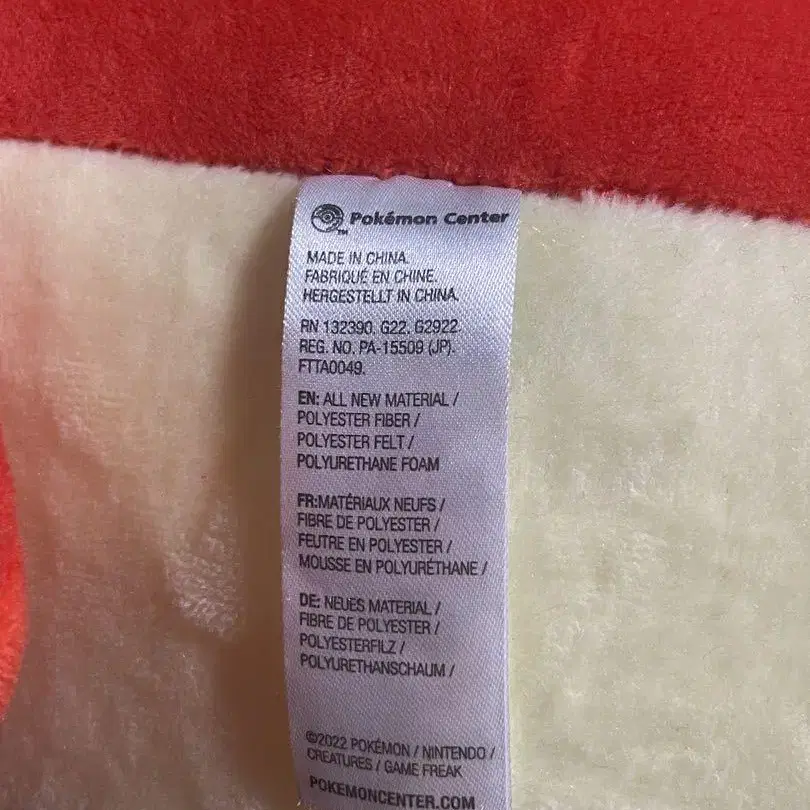 Pokémon Center
TM
MADE IN CHINA.
FABRIQUÉ EN CHINE.
HERGESTELLT IN CHINA.
RN 132390. G22. G2922.
REG. NO. PA-15509 (JP).
FTTA0049.
EN: ALL NEW MATERIAL /
POLYESTER FIBER /
POLYESTER FELT /
POLYURETHANE FOAM
FR:MATÉRIAUX NEUFS /
FIBRE DE POLYESTER /
FEUTRE EN POLYESTER /
MOUSSE EN POLYURÉTHANE /
DE: NEUES MATERIAL /
FIBRE DE POLYESTER /
POLYESTERFILZ /
POLYURETHANSCHAUM /
©2022 POKÉMON / NINTENDO /
CREATURES / GAME FREAK
POKEMONCENTER.COM